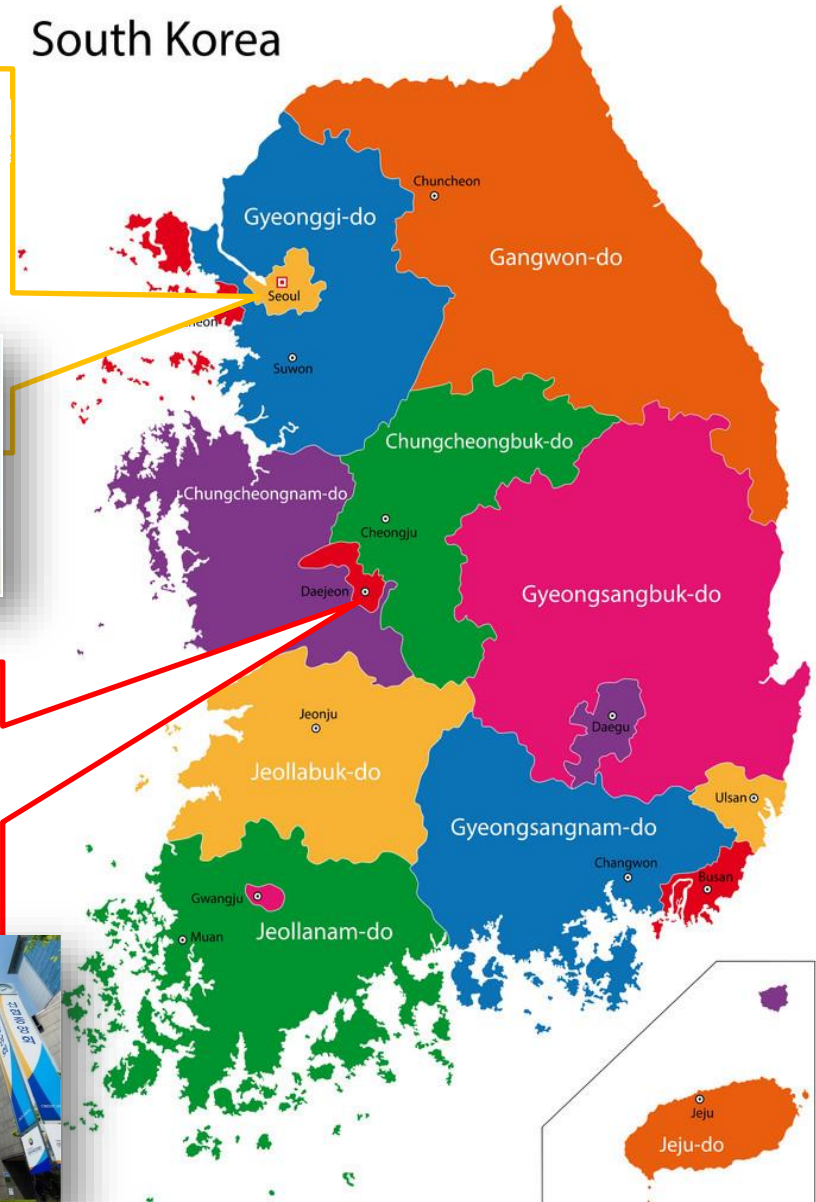 South Korea
Chuncheon
Gyeonggi-do
Gangwon-do
Seoul
Suwon
Chungcheongbuk-do
Chungcheongnam-do
Cheongju
Daejeon
Gyeongsangbuk-do
Jeonju
Daegu
Jeollabuk-do
Ulsan
Gyeongsangnam-do
Changwon
Busan
Gwangju
Jeollanam-do
Muan
Jeju
Jeju-do